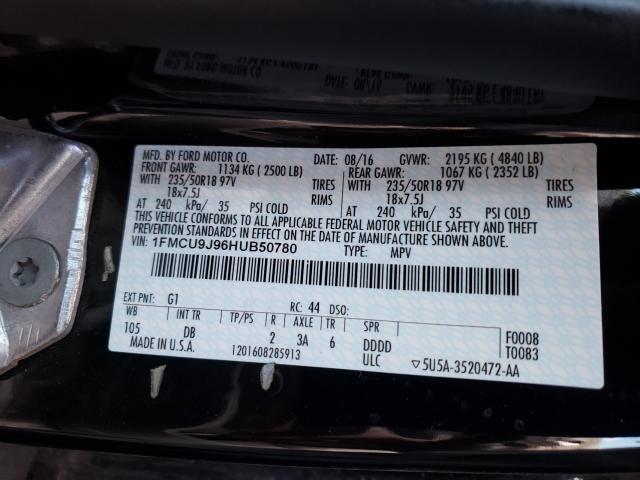 MFD. BY FORD MOTOR CO. DATE: 08/16 GVWR: 2195 KG ( 4840 LB)
FRONT GAWR: 1134 KG ( 2500 LB) REAR GAWR: 1067 KG ( 2352 LB)
WITH 235/50R18 97V TIRES WITH 235/50R18 97V TIRES
18x7.5J RIMS 18x7.5J RIMS
AT 240 kPa/ 35 PSI COLD AT 240 kPa/ 35 PSI COLD
THIS VEHICLE CONFORMS TO ALL APPLICABLE FEDERAL MOTOR VEHICLE SAFETY AND THEFT
PREVENTION STANDARDS IN EFFECT ON THE DATE OF MANUFACTURE SHOWN ABOVE.
VIN: 1FMCU9J96HUB50780 TYPE: MPV
EXT PNT: G1 RC: 44 DSO:
WB INT TR TP/PS R AXLE TR SPR F0008
105 DB 2 3A 6 DDDD T0083
MADE IN U.S.A. 1201608285913 ULC ▽5U5A-3520472-AA